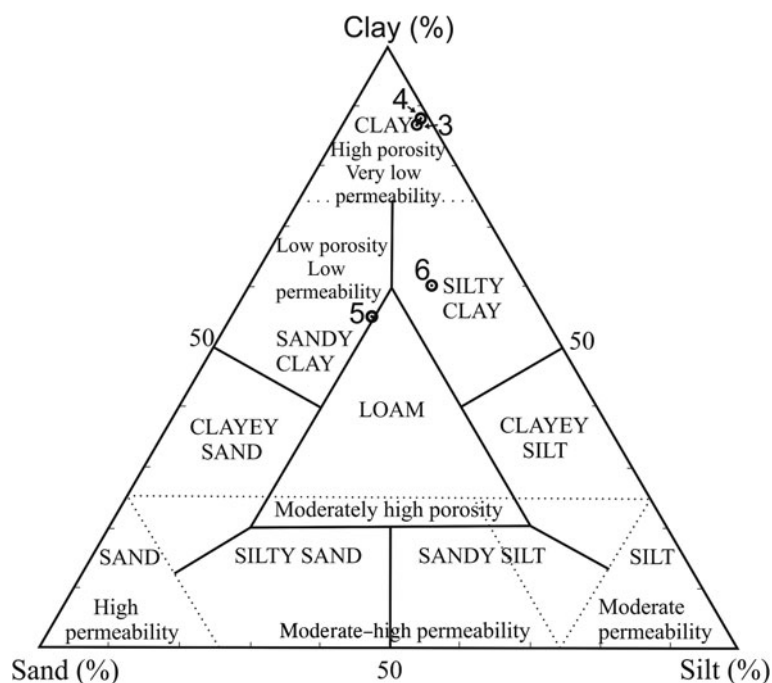 Clay (%)
4
CLAY
3
High porosity
Very low
permeability
Low porosity
Low
permeability
6
SILTY
CLAY
5
50
SANDY
CLAY
50
LOAM
CLAYEY
SAND
CLAYEY
SILT
Moderately high porosity
SAND
SILTY SAND
SANDY SILT
SILT
High
permeability
Moderate–high permeability
Moderate
permeability
Sand (%)
50
Silt (%)